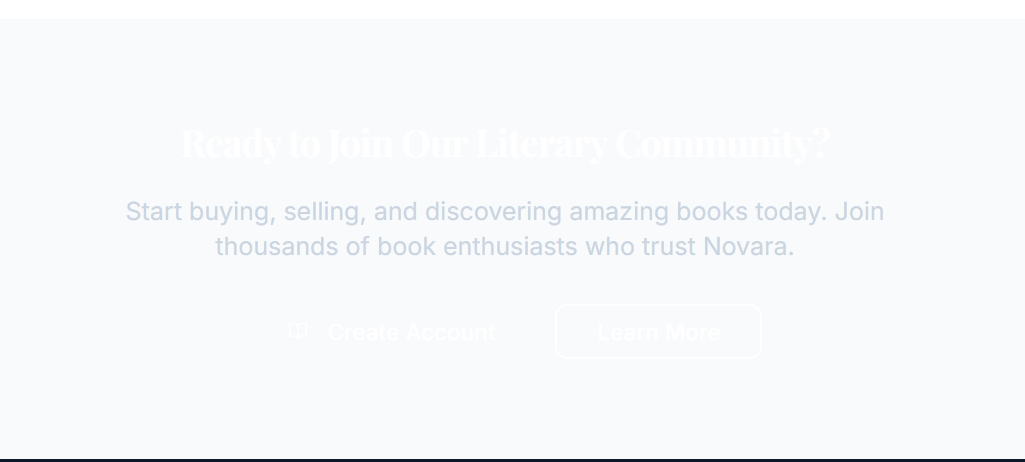 Ready to Join Our Literary Community?
Start buying, selling, and discovering amazing books today. Join
thousands of book enthusiasts who trust Novara.
Create Account
Learn More